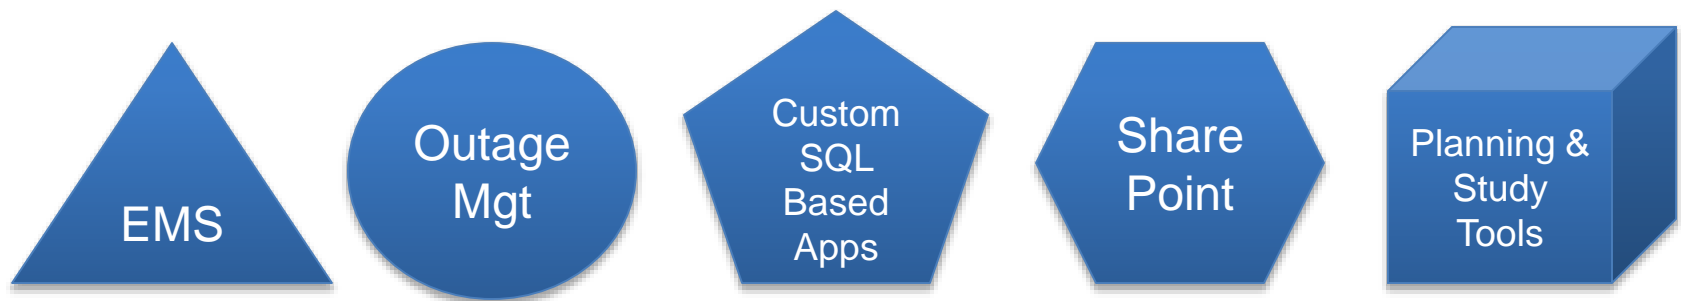 EMS
Outage
Mgt
Custom
SQL
Based
Apps
Share
Point
Planning &
Study
Tools